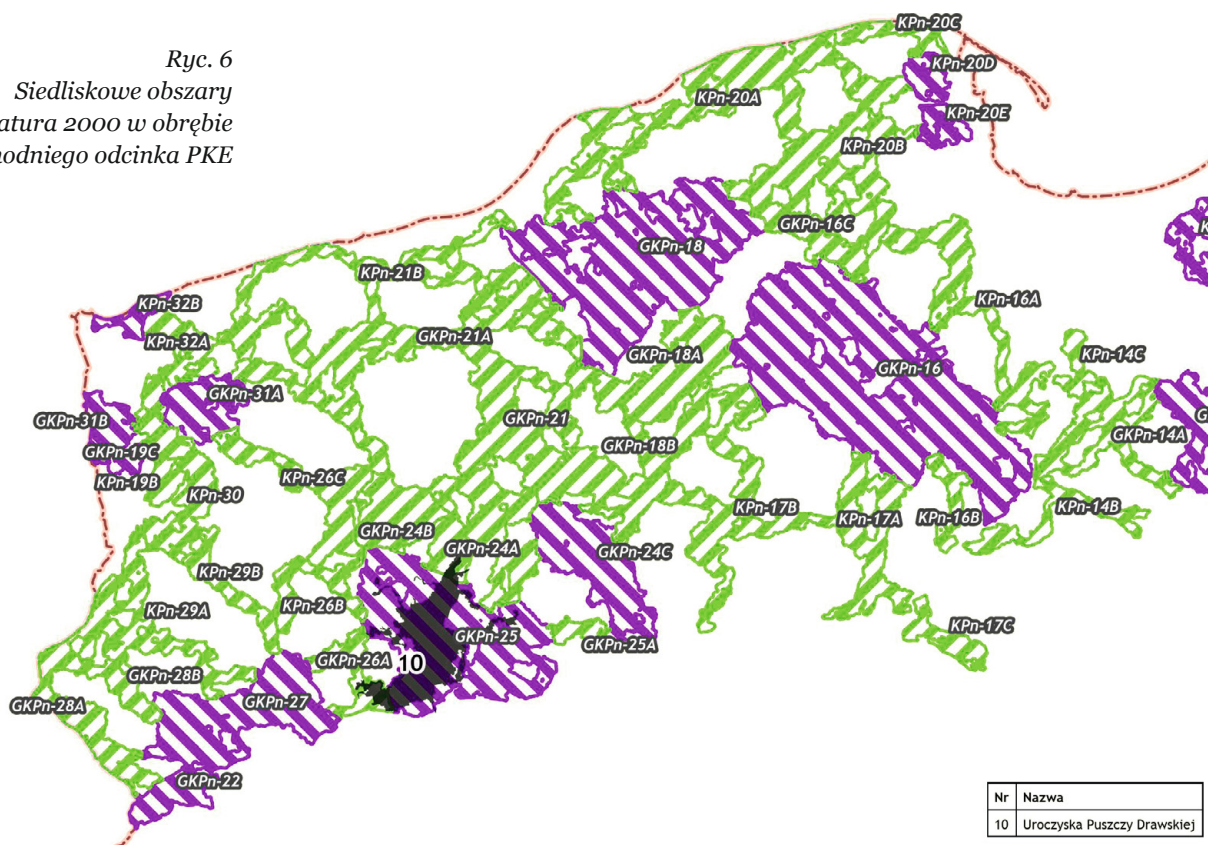 Ryc. 6
Siedliskowe obszary
atura 2000 w obrębie
hodniego odcinka PKE
KPn-20C
KPn-20D
KPn-20A
KPn-20E
KPn-20B
GKPn-16C
GKPn-18
KPn-21B
KPn-32B
KPn-16A
KPn-32A
GKPn-21A
GKPn-18A
KPn-14C
GKPn-16
GKPn-31A
GKPn-31B
GKPn-21
GKPn-14A
GKPn-18B
GKPn-19C
KPn-19B
KPn-26C
KPn-30
KPn-17B
KPn-17A
KPn-16B
KPn-14B
GKPn-24B
GKPn-24A
GKPn-24C
KPn-29B
KPn-26B
KPn-29A
KPn-17C
GKPn-25
GKPn-25A
GKPn-26A
10
GKPn-28B
GKPn-27
GKPn-28A
GKPn-22
Nr Nazwa
10 Uroczyska Puszczy Drawskiej